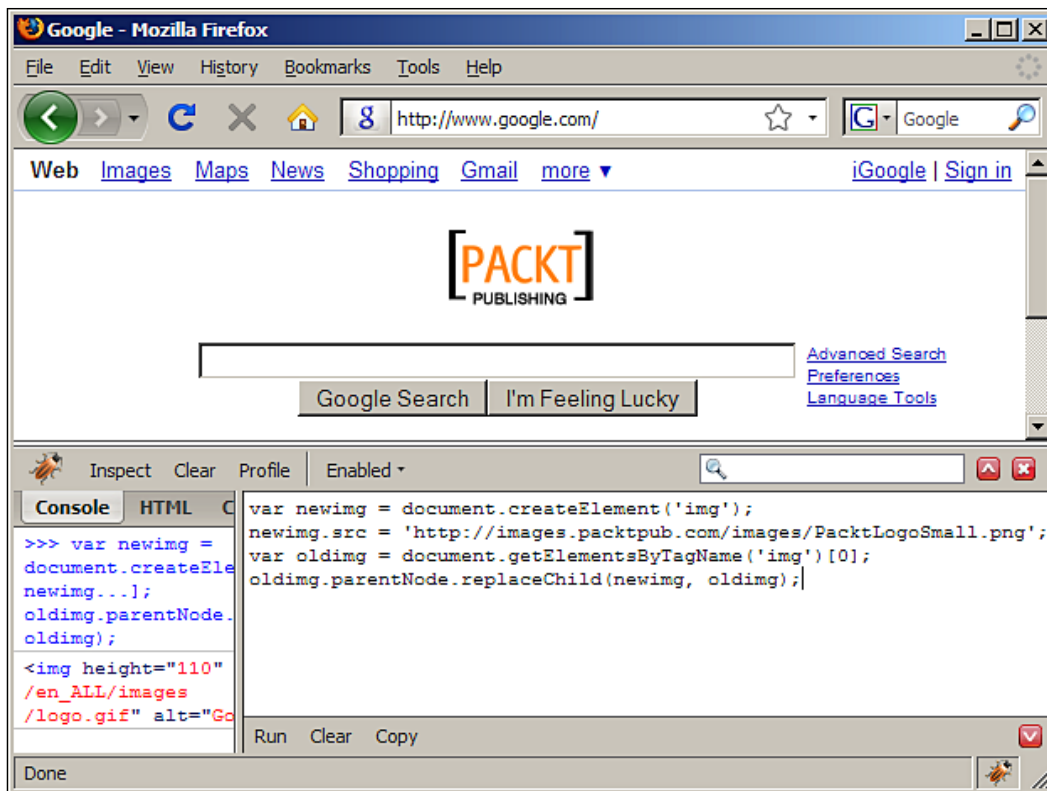 Google - Mozilla Firefox
File Edit View History Bookmarks Tools Help
g http://www.google.com/ G Google
Web Images Maps News Shopping Gmail more ▼ iGoogle | Sign in
[PACKT]
PUBLISHING
Advanced Search
Preferences
Language Tools
Google Search I'm Feeling Lucky
Inspect Clear Profile Enabled
Console HTML C
>>> var newimg =
document.createEle
newimg...];
oldimg.parentNode.
oldimg);
<img height="110"
/en_ALL/images
/logo.gif" alt="Go
var newimg = document.createElement('img');
newimg.src = 'http://images.packtpub.com/images/PacktLogoSmall.png';
var oldimg = document.getElementsByTagName('img')[0];
oldimg.parentNode.replaceChild(newimg, oldimg);
Run Clear Copy
Done